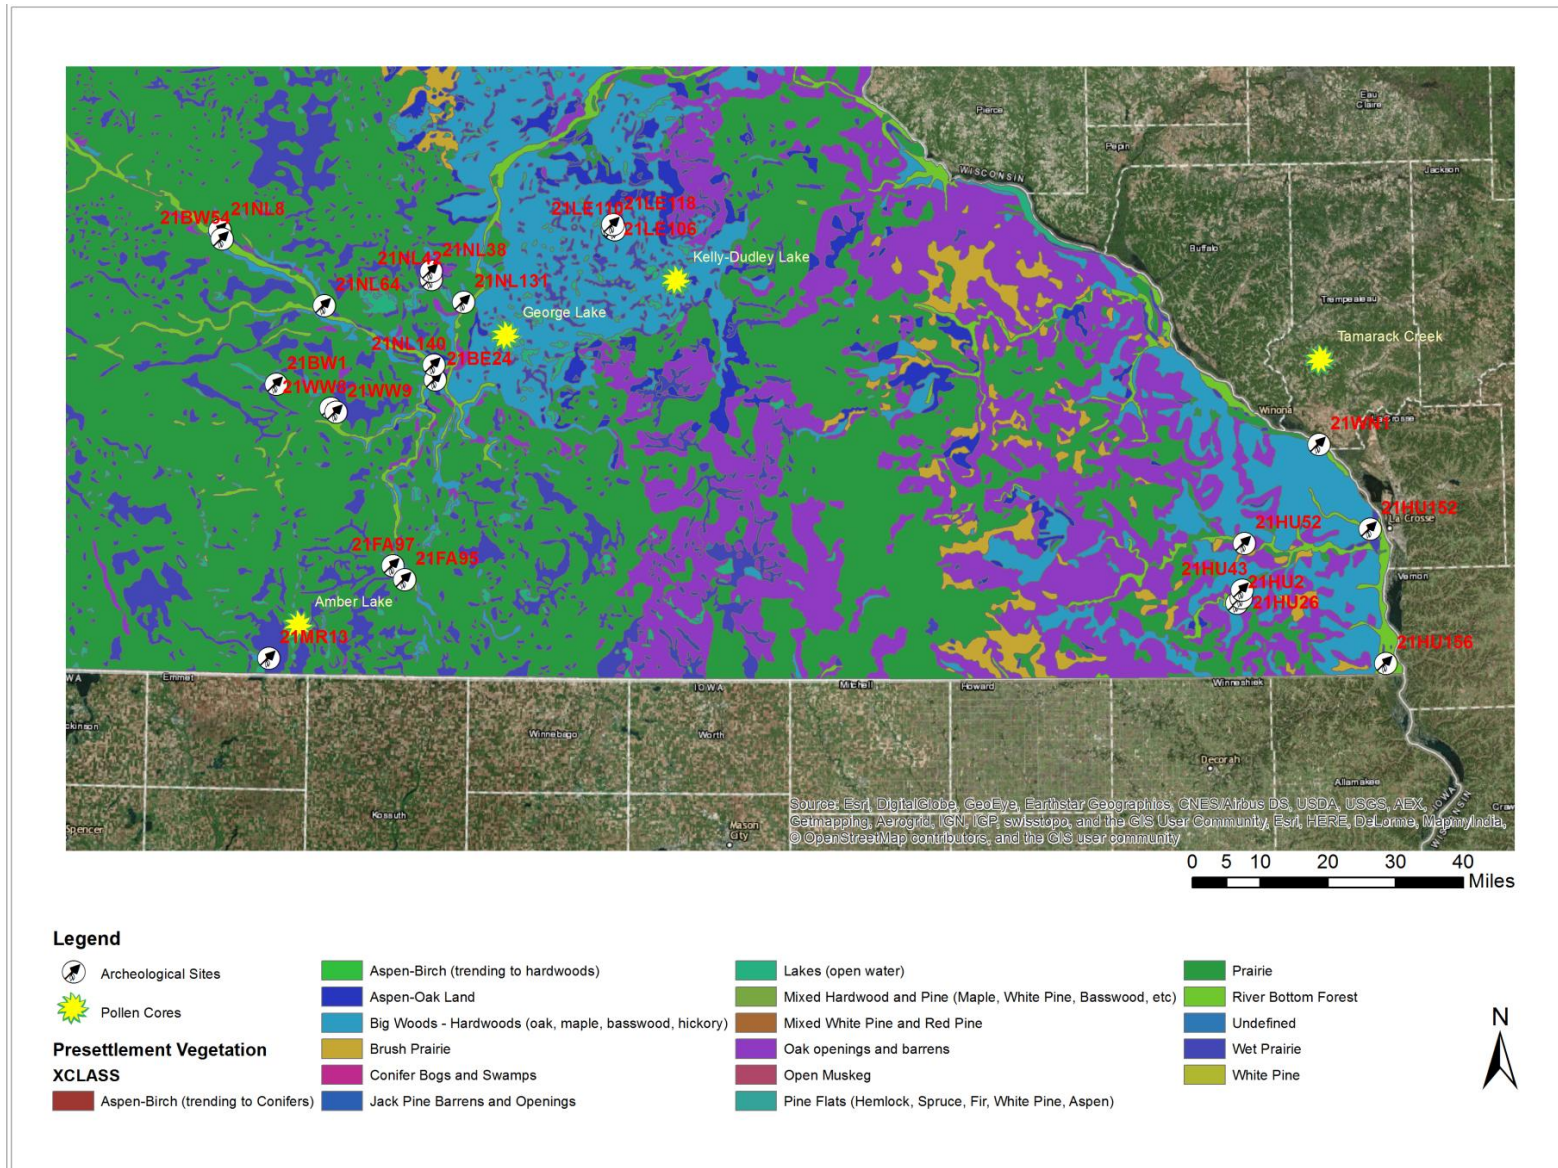 Pierce
Eau
Claire
Pepin
WISCONSIN
Jackson
21NL8
21BW54
21LE110
21LE118
21LE106
21NL38
21NL42
Kelly-Dudley Lake
Buffalo
21NL64
21NL131
Trempealeau
George Lake
Tamarack Creek
21NL140
21BE24
21BW1
21WW8
21WW9
Winona
21WN1
21HU152
La Crosse
21HU52
21FA97
21FA95
21HU43
21HU2
21HU26
Vernon
Amber Lake
21MR13
21HU156
Emmet
IOWA
Mitchell
Howard
Winneshiek
ckinson
Winnebago
Worth
Decorah
Allamakee
Kossuth
Spencer
Mason
City
IOWA
WISCONSIN
Craw
Source: Esri, DigitalGlobe, GeoEye, Earthstar Geographics, CNES/Airbus DS, USDA, USGS, AEX,
Getmapping, Aerogrid, IGN, IGP, swisstopo, and the GIS User Community, Esri, HERE, DeLorme, MapmyIndia,
© OpenStreetMap contributors, and the GIS user community
0 5 10 20 30 40
Miles
Legend
Archeological Sites
Pollen Cores
Presettlement Vegetation
XCLASS
Aspen-Birch (trending to Conifers)
Aspen-Birch (trending to hardwoods)
Aspen-Oak Land
Big Woods - Hardwoods (oak, maple, basswood, hickory)
Brush Prairie
Conifer Bogs and Swamps
Jack Pine Barrens and Openings
Lakes (open water)
Mixed Hardwood and Pine (Maple, White Pine, Basswood, etc)
Mixed White Pine and Red Pine
Oak openings and barrens
Open Muskeg
Pine Flats (Hemlock, Spruce, Fir, White Pine, Aspen)
Prairie
River Bottom Forest
Undefined
Wet Prairie
White Pine
N